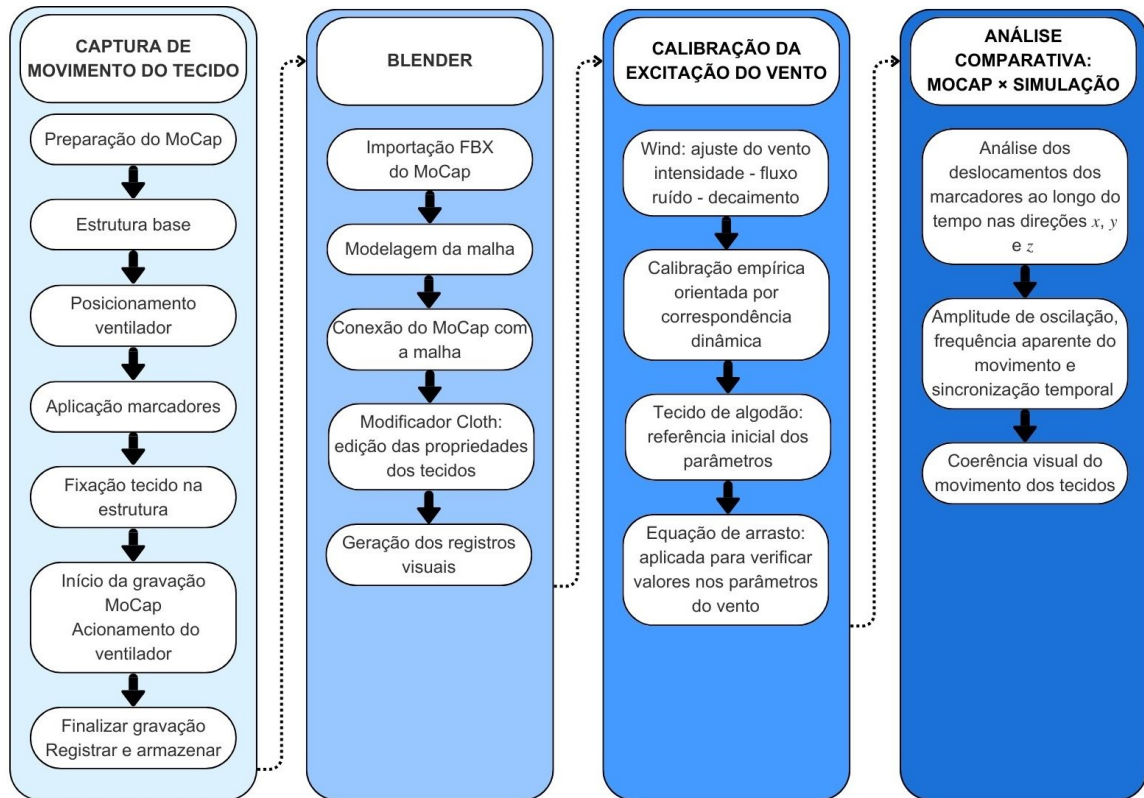 CAPTURA DE
MOVIMENTO DO TECIDO
Preparação do MoCap
Estrutura base
Posicionamento
ventilador
Aplicação marcadores
Fixação tecido na
estrutura
Início da gravação
MoCap
Acionamento do
ventilador
Finalizar gravação
Registrar e armazenar
BLENDER
Importação FBX
do MoCap
Modelagem da malha
Conexão do MoCap com
a malha
Modificador Cloth:
edição das propriedades
dos tecidos
Geração dos registros
visuais
CALIBRAÇÃO DA
EXCITAÇÃO DO VENTO
Wind: ajuste do vento
intensidade - fluxo
ruído - decaimento
Calibração empírica
orientada por
correspondência
dinâmica
Tecido de algodão:
referência inicial dos
parâmetros
Equação de arrasto:
aplicada para verificar
valores nos parâmetros
do vento
ANÁLISE
COMPARATIVA:
MOCAP × SIMULAÇÃO
Análise dos
deslocamentos dos
marcadores ao longo do
tempo nas direções x, y
e z
Amplitude de oscilação,
frequência aparente do
movimento e
sincronização temporal
Coerência visual do
movimento dos tecidos